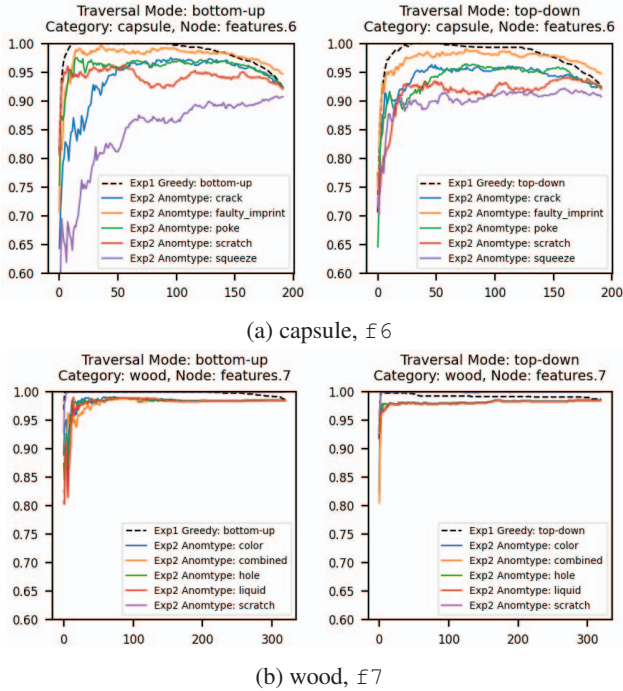 Traversal Mode: bottom-up
Category: capsule, Node: features.6
1.00
0.95
0.90
0.85
0.80
0.75
0.70
0.65
0.60
Exp1 Greedy: bottom-up
Exp2 Anomtype: crack
Exp2 Anomtype: faulty_imprint
Exp2 Anomtype: poke
Exp2 Anomtype: scratch
Exp2 Anomtype: squeeze
0 50 100 150 200
Traversal Mode: top-down
Category: capsule, Node: features.6
1.00
0.95
0.90
0.85
0.80
0.75
0.70
0.65
0.60
Exp1 Greedy: top-down
Exp2 Anomtype: crack
Exp2 Anomtype: faulty_imprint
Exp2 Anomtype: poke
Exp2 Anomtype: scratch
Exp2 Anomtype: squeeze
0 50 100 150 200
(a) capsule, f6
Traversal Mode: bottom-up
Category: wood, Node: features.7
1.00
0.95
0.90
0.85
0.80
0.75
0.70
0.65
0.60
Exp1 Greedy: bottom-up
Exp2 Anomtype: color
Exp2 Anomtype: combined
Exp2 Anomtype: hole
Exp2 Anomtype: liquid
Exp2 Anomtype: scratch
0 100 200 300
Traversal Mode: top-down
Category: wood, Node: features.7
1.00
0.95
0.90
0.85
0.80
0.75
0.70
0.65
0.60
Exp1 Greedy: top-down
Exp2 Anomtype: color
Exp2 Anomtype: combined
Exp2 Anomtype: hole
Exp2 Anomtype: liquid
Exp2 Anomtype: scratch
0 100 200 300
(b) wood, f7